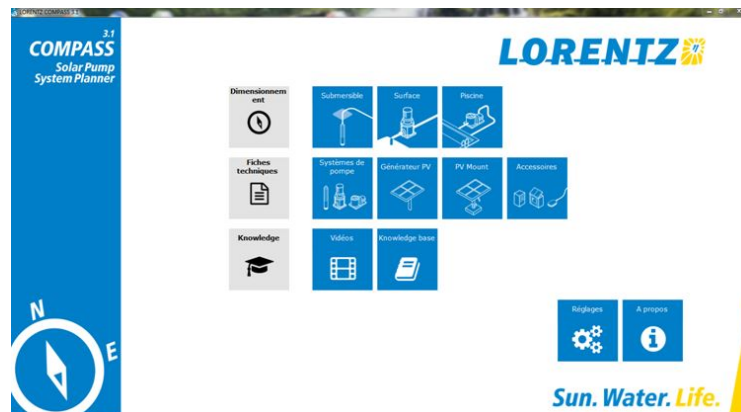 LORENTZ COMPASS 3.1
3.1
COMPASS
Solar Pump
System Planner
LORENTZ
Dimensionnem
ent
Submersible
Surface
Piscine
Fiches
techniques
Systèmes de
pompe
Générateur PV
PV Mount
Accessoires
Knowledge
Vidéos
Knowledge base
Réglages
A propos
N
E
Sun. Water. Life.